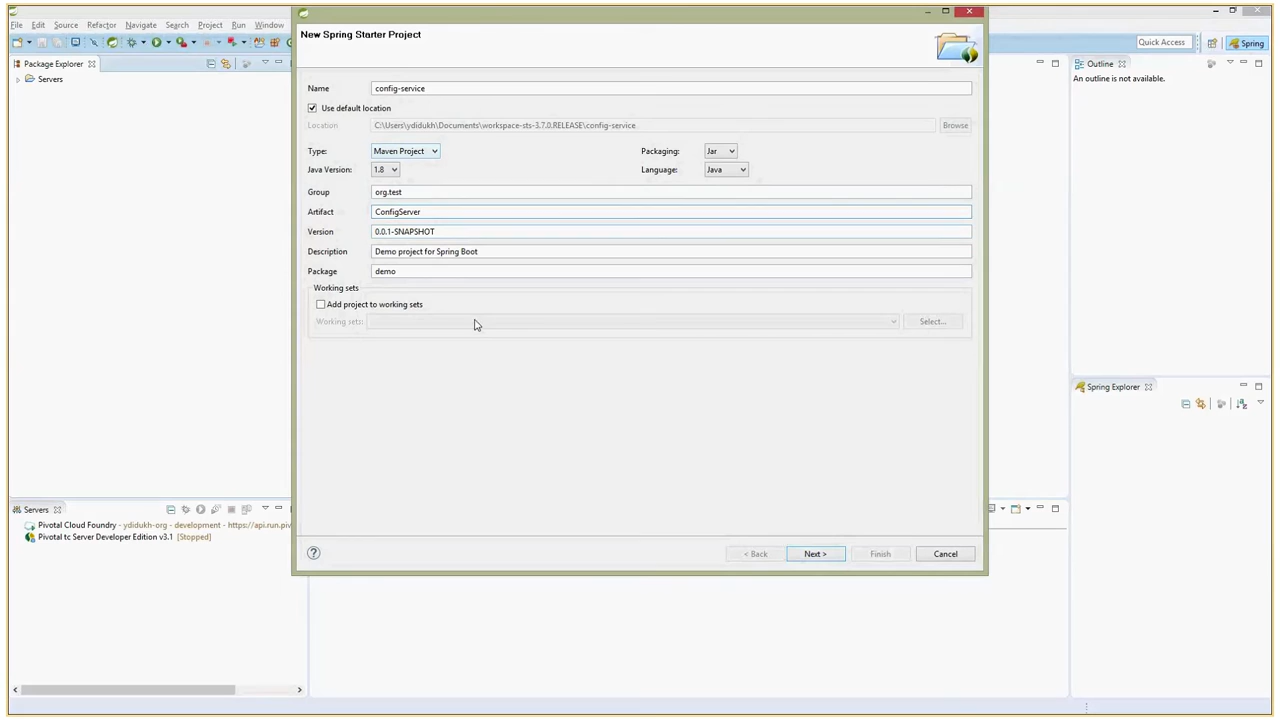 New Spring Starter Project
File Edit Source Refactor Navigate Search Project Run Window
Quick Access
Spring
Package Explorer
Servers
Outline
An outline is not available.
Name config-service
Use default location
Location C:\Users\ydidukh\Documents\workspace-sts-3.7.0.RELEASE\config-service Browse
Type: Maven Project Packaging: Jar
Java Version: 1.8 Language: Java
Group org.test
Artifact ConfigServer
Version 0.0.1-SNAPSHOT
Description Demo project for Spring Boot
Package demo
Working sets
Add project to working sets
Working sets: Select...
Spring Explorer
Servers
Pivotal Cloud Foundry - ydidukh-org - development - https://api.run.piv
Pivotal tc Server Developer Edition v3.1 [Stopped]
< Back Next > Finish Cancel